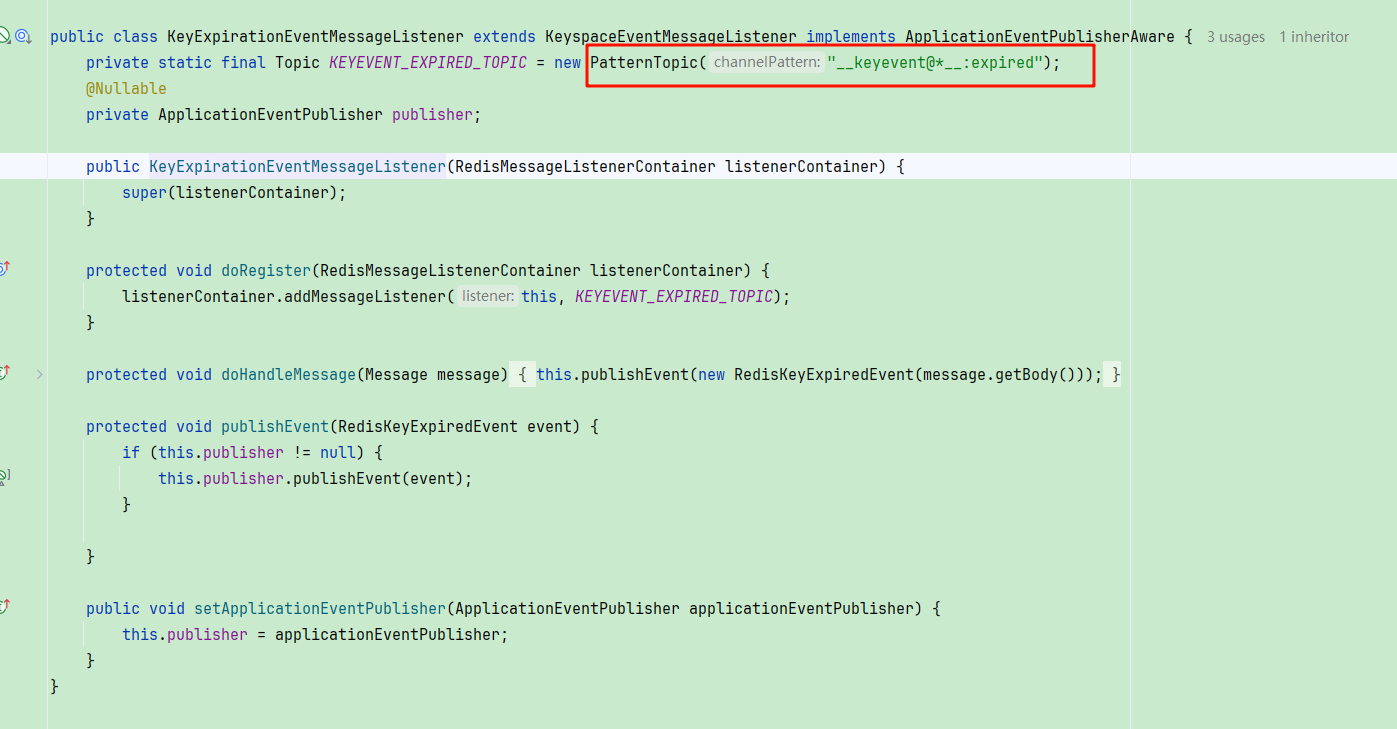 public class KeyExpirationEventMessageListener extends KeyspaceEventMessageListener implements ApplicationEventPublisherAware { 3 usages 1 inheritor
private static final Topic KEYEVENT_EXPIRED_TOPIC = new PatternTopic( channelPattern: "__keyevent@*__:expired");
@Nullable
private ApplicationEventPublisher publisher;
public KeyExpirationEventMessageListener(RedisMessageListenerContainer listenerContainer) {
super(listenerContainer);
}
protected void doRegister(RedisMessageListenerContainer listenerContainer) {
listenerContainer.addMessageListener( listener: this, KEYEVENT_EXPIRED_TOPIC);
}
protected void doHandleMessage(Message message) { this.publishEvent(new RedisKeyExpiredEvent(message.getBody())); }
protected void publishEvent(RedisKeyExpiredEvent event) {
if (this.publisher != null) {
this.publisher.publishEvent(event);
}
}
public void setApplicationEventPublisher(ApplicationEventPublisher applicationEventPublisher) {
this.publisher = applicationEventPublisher;
}
}